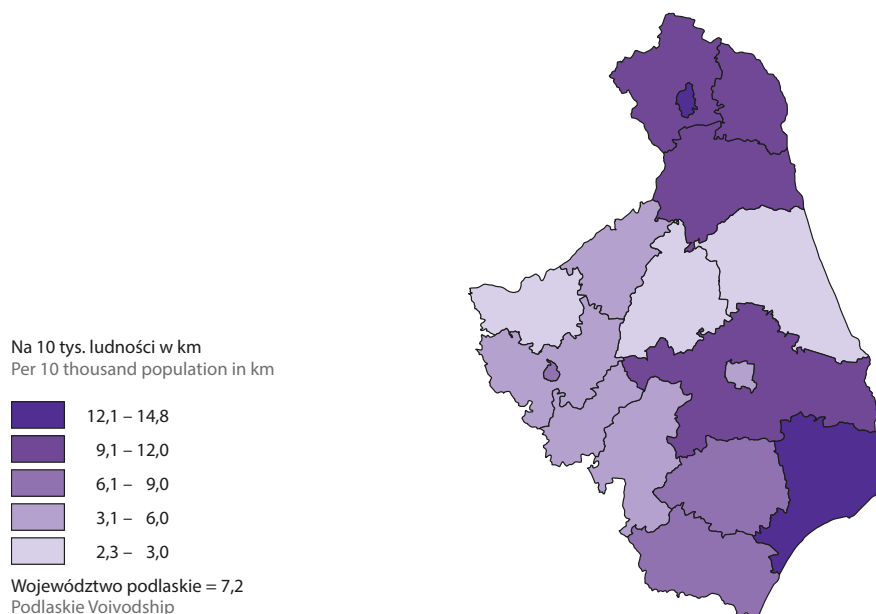 Na 10 tys. ludności w km
Per 10 thousand population in km
12,1 – 14,8
9,1 – 12,0
6,1 – 9,0
3,1 – 6,0
2,3 – 3,0
Województwo podlaskie = 7,2
Podlaskie Voivodship